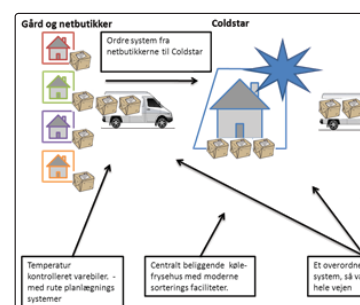 Gård og netbutikker
Coldstar
Ordre system fra
netbutikkerne til Coldstar
Temperatur
kontrolleret varebiler. -
med rute planlægnings
systemer
Centralt beliggende køle-
frysehus med moderne
sorterings faciliteter.
Et overordne
system, så va
hele vejen